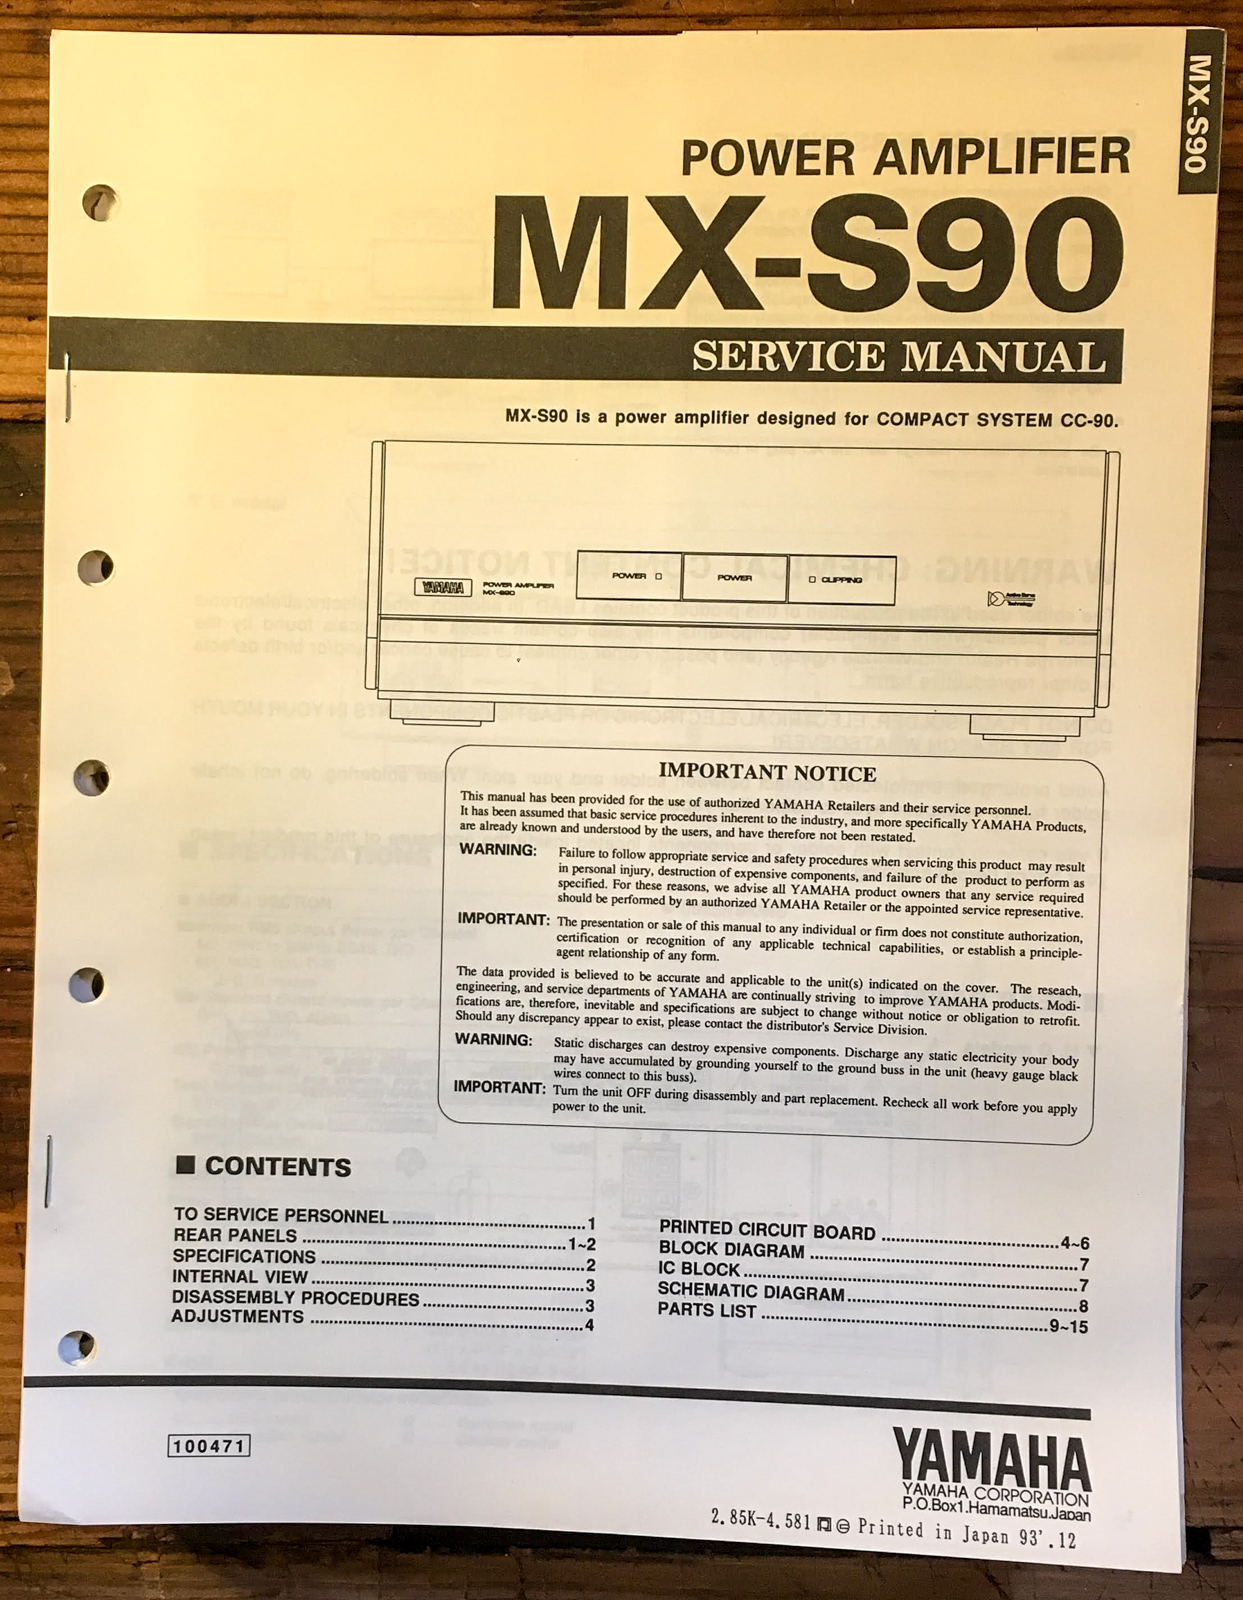 MX-S90
POWER AMPLIFIER
MX-S90
SERVICE MANUAL
MX-S90 is a power amplifier designed for COMPACT SYSTEM CC-90.
YAMAHA
POWER AMPLIFIER
MX-S90
POWER
POWER
CLIPPING
Active Servo
Technology
IMPORTANT NOTICE
This manual has been provided for the use of authorized YAMAHA Retailers and their service personnel.
It has been assumed that basic service procedures inherent to the industry, and more specifically YAMAHA Products,
are already known and understood by the users, and have therefore not been restated.
WARNING: Failure to follow appropriate service and safety procedures when servicing this product may result
in personal injury, destruction of expensive components, and failure of the product to perform as
specified. For these reasons, we advise all YAMAHA product owners that any service required
should be performed by an authorized YAMAHA Retailer or the appointed service representative.
IMPORTANT: The presentation or sale of this manual to any individual or firm does not constitute authorization,
certification or recognition of any applicable technical capabilities, or establish a principle-
agent relationship of any form.
The data provided is believed to be accurate and applicable to the unit(s) indicated on the cover. The reseach,
engineering, and service departments of YAMAHA are continually striving to improve YAMAHA products. Modi-
fications are, therefore, inevitable and specifications are subject to change without notice or obligation to retrofit.
Should any discrepancy appear to exist, please contact the distributor's Service Division.
WARNING: Static discharges can destroy expensive components. Discharge any static electricity your body
may have accumulated by grounding yourself to the ground buss in the unit (heavy gauge black
wires connect to this buss).
IMPORTANT: Turn the unit OFF during disassembly and part replacement. Recheck all work before you apply
power to the unit.
■ CONTENTS
TO SERVICE PERSONNEL ........ 1
REAR PANELS ........ 1~2
SPECIFICATIONS ........ 2
INTERNAL VIEW ........ 3
DISASSEMBLY PROCEDURES ........ 3
ADJUSTMENTS ........ 4
PRINTED CIRCUIT BOARD ........ 4~6
BLOCK DIAGRAM ........ 7
IC BLOCK ........ 7
SCHEMATIC DIAGRAM ........ 8
PARTS LIST ........ 9~15
100471
YAMAHA
YAMAHA CORPORATION
P.O.Box1.Hamamatsu.Japan
2.85K-4.581 Printed in Japan 93'.12